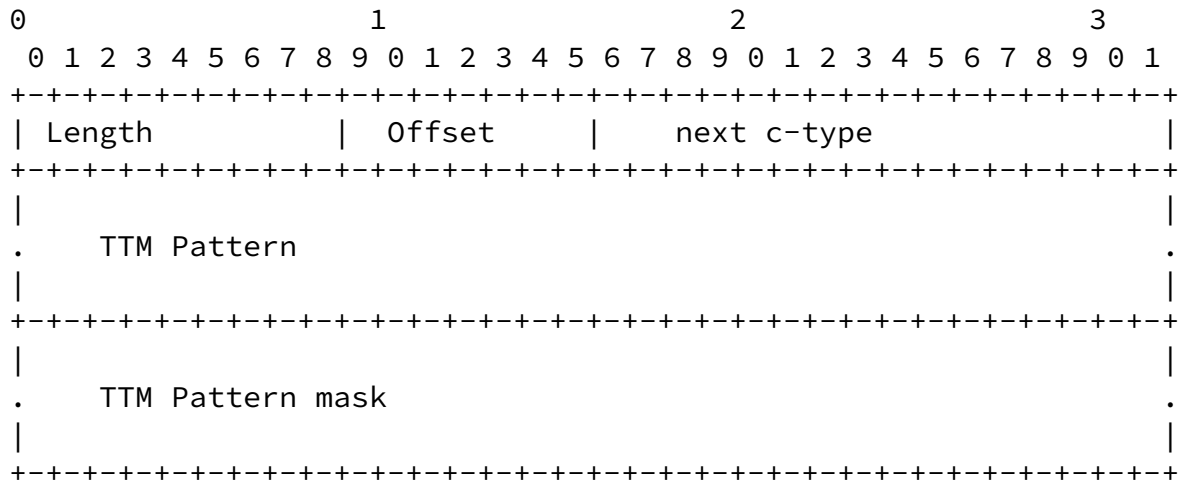 0                   1                   2                   3
 0 1 2 3 4 5 6 7 8 9 0 1 2 3 4 5 6 7 8 9 0 1 2 3 4 5 6 7 8 9 0 1
+-+-+-+-+-+-+-+-+-+-+-+-+-+-+-+-+-+-+-+-+-+-+-+-+-+-+-+-+-+-+-+-+
| Length          |  Offset     |    next c-type                |
+-+-+-+-+-+-+-+-+-+-+-+-+-+-+-+-+-+-+-+-+-+-+-+-+-+-+-+-+-+-+-+-+
|                                                               |
.    TTM Pattern                                                .
|                                                               |
+-+-+-+-+-+-+-+-+-+-+-+-+-+-+-+-+-+-+-+-+-+-+-+-+-+-+-+-+-+-+-+-+
|                                                               |
.    TTM Pattern mask                                           .
|                                                               |
+-+-+-+-+-+-+-+-+-+-+-+-+-+-+-+-+-+-+-+-+-+-+-+-+-+-+-+-+-+-+-+-+